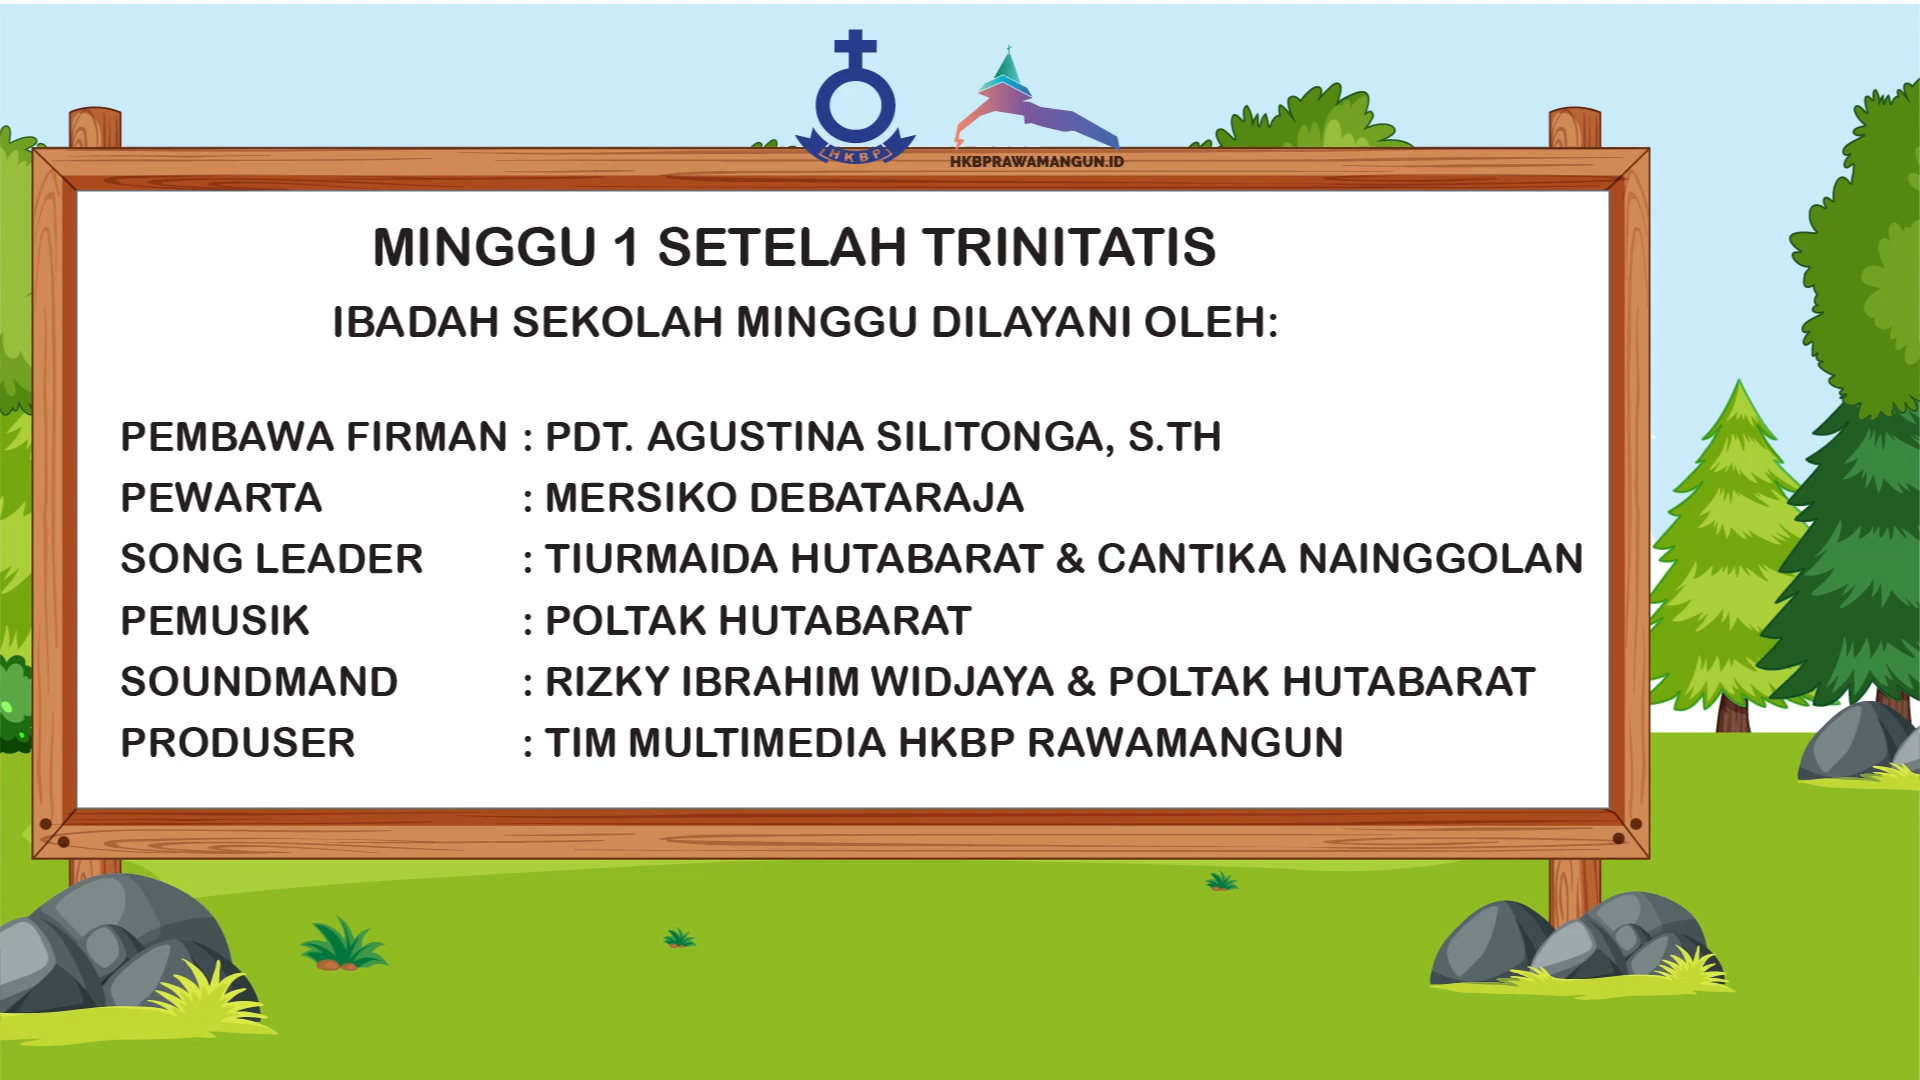 HKBP
HKBPRAWAMANGUN.ID
MINGGU 1 SETELAH TRINITATIS
IBADAH SEKOLAH MINGGU DILAYANI OLEH:
PEMBAWA FIRMAN : PDT. AGUSTINA SILITONGA, S.TH
PEWARTA : MERSIKO DEBATARAJA
SONG LEADER : TIURMAIDA HUTABARAT & CANTIKA NAINGGOLAN
PEMUSIK : POLTAK HUTABARAT
SOUNDMAND : RIZKY IBRAHIM WIDJAYA & POLTAK HUTABARAT
PRODUSER : TIM MULTIMEDIA HKBP RAWAMANGUN